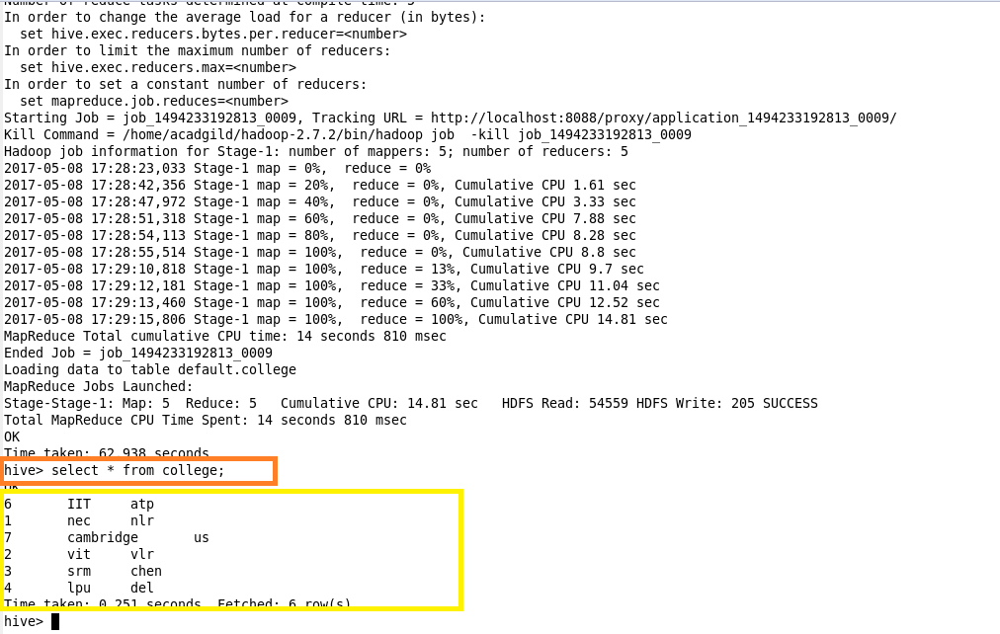 Number of reduce tasks determined at compile time: 5
In order to change the average load for a reducer (in bytes):
  set hive.exec.reducers.bytes.per.reducer=<number>
In order to limit the maximum number of reducers:
  set hive.exec.reducers.max=<number>
In order to set a constant number of reducers:
  set mapreduce.job.reduces=<number>
Starting Job = job_1494233192813_0009, Tracking URL = http://localhost:8088/proxy/application_1494233192813_0009/
Kill Command = /home/acadgild/hadoop-2.7.2/bin/hadoop job  -kill job_1494233192813_0009
Hadoop job information for Stage-1: number of mappers: 5; number of reducers: 5
2017-05-08 17:28:23,033 Stage-1 map = 0%,  reduce = 0%
2017-05-08 17:28:42,356 Stage-1 map = 20%,  reduce = 0%, Cumulative CPU 1.61 sec
2017-05-08 17:28:47,972 Stage-1 map = 40%,  reduce = 0%, Cumulative CPU 3.33 sec
2017-05-08 17:28:51,318 Stage-1 map = 60%,  reduce = 0%, Cumulative CPU 7.88 sec
2017-05-08 17:28:54,113 Stage-1 map = 80%,  reduce = 0%, Cumulative CPU 8.28 sec
2017-05-08 17:28:55,514 Stage-1 map = 100%,  reduce = 0%, Cumulative CPU 8.8 sec
2017-05-08 17:29:10,818 Stage-1 map = 100%,  reduce = 13%, Cumulative CPU 9.7 sec
2017-05-08 17:29:12,181 Stage-1 map = 100%,  reduce = 33%, Cumulative CPU 11.04 sec
2017-05-08 17:29:13,460 Stage-1 map = 100%,  reduce = 60%, Cumulative CPU 12.52 sec
2017-05-08 17:29:15,806 Stage-1 map = 100%,  reduce = 100%, Cumulative CPU 14.81 sec
MapReduce Total cumulative CPU time: 14 seconds 810 msec
Ended Job = job_1494233192813_0009
Loading data to table default.college
MapReduce Jobs Launched:
Stage-Stage-1: Map: 5  Reduce: 5   Cumulative CPU: 14.81 sec   HDFS Read: 54559 HDFS Write: 205 SUCCESS
Total MapReduce CPU Time Spent: 14 seconds 810 msec
OK
Time taken: 62.938 seconds
hive> select * from college;
OK
6       IIT     atp
1       nec     nlr
7       cambridge       us
2       vit     vlr
3       srm     chen
4       lpu     del
Time taken: 0.251 seconds, Fetched: 6 row(s)
hive>